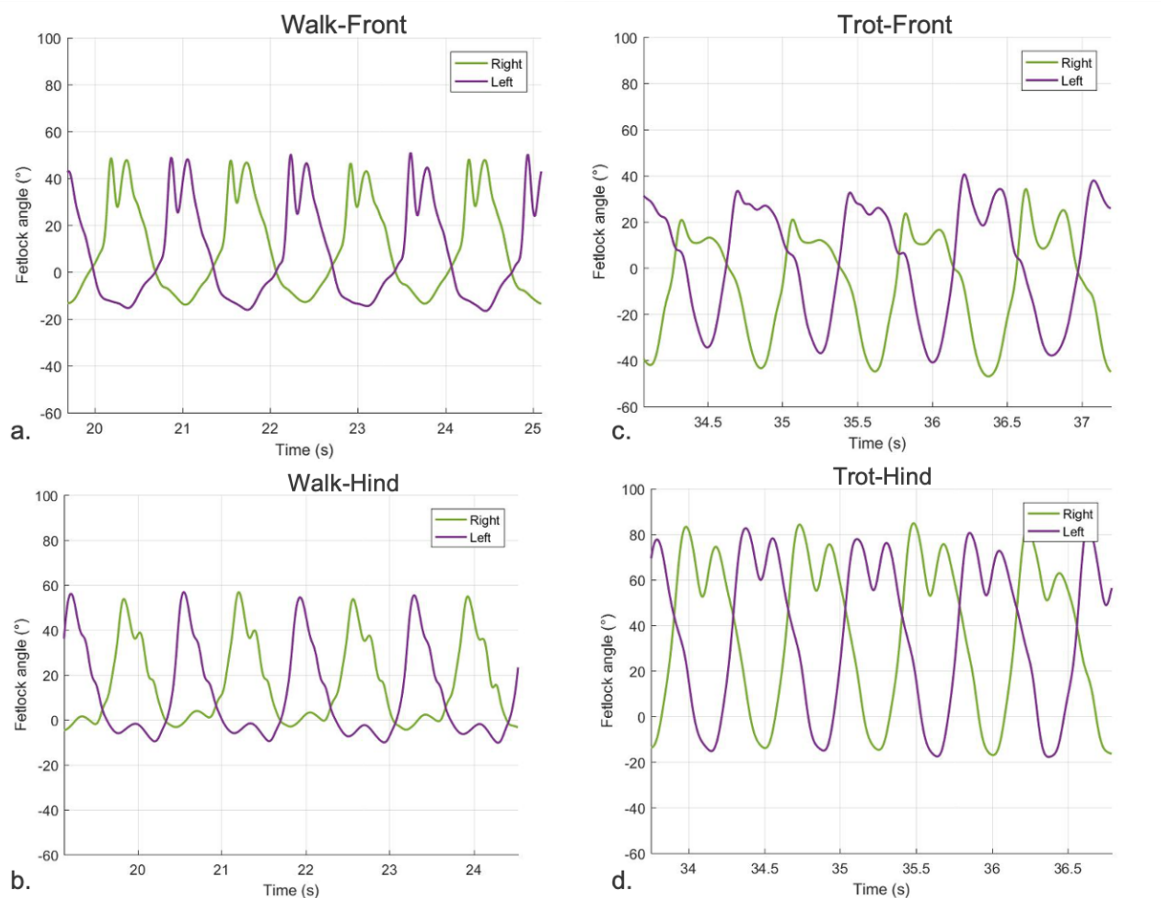 Walk-Front
100
80
60
40
20
0
-20
-40
-60
Fetlock angle (°)
Right
Left
20 21 22 23 24 25
Time (s)
a.
Trot-Front
100
80
60
40
20
0
-20
-40
-60
Fetlock angle (°)
Right
Left
34.5 35 35.5 36 36.5 37
Time (s)
c.
Walk-Hind
100
80
60
40
20
0
-20
-40
-60
Fetlock angle (°)
Right
Left
20 21 22 23 24
Time (s)
b.
Trot-Hind
100
80
60
40
20
0
-20
-40
-60
Fetlock angle (°)
Right
Left
34 34.5 35 35.5 36 36.5
Time (s)
d.